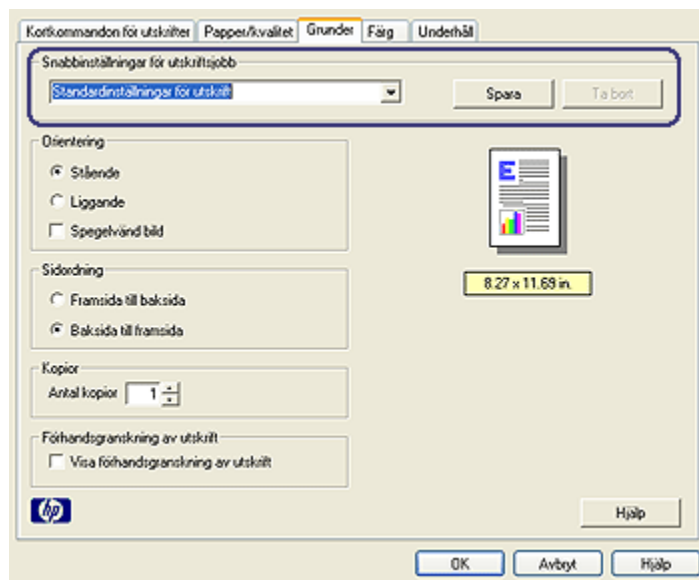 Kortkommandon för utskrifter Papper/kvalitet Grunder Färg Underhåll
Snabbinställningar för utskriftsjobb
Standardinställningar för utskrift Spara Ta bort
Orientering
Stående
Liggande
Spegelvänd bild
E
8.27 x 11.69 in.
Sidordning
Framsida till baksida
Baksida till framsida
Kopior
Antal kopior 1
Förhandsgranskning av utskrift
Visa förhandsgranskning av utskrift
hp
Hjälp
OK Avbryt Hjälp